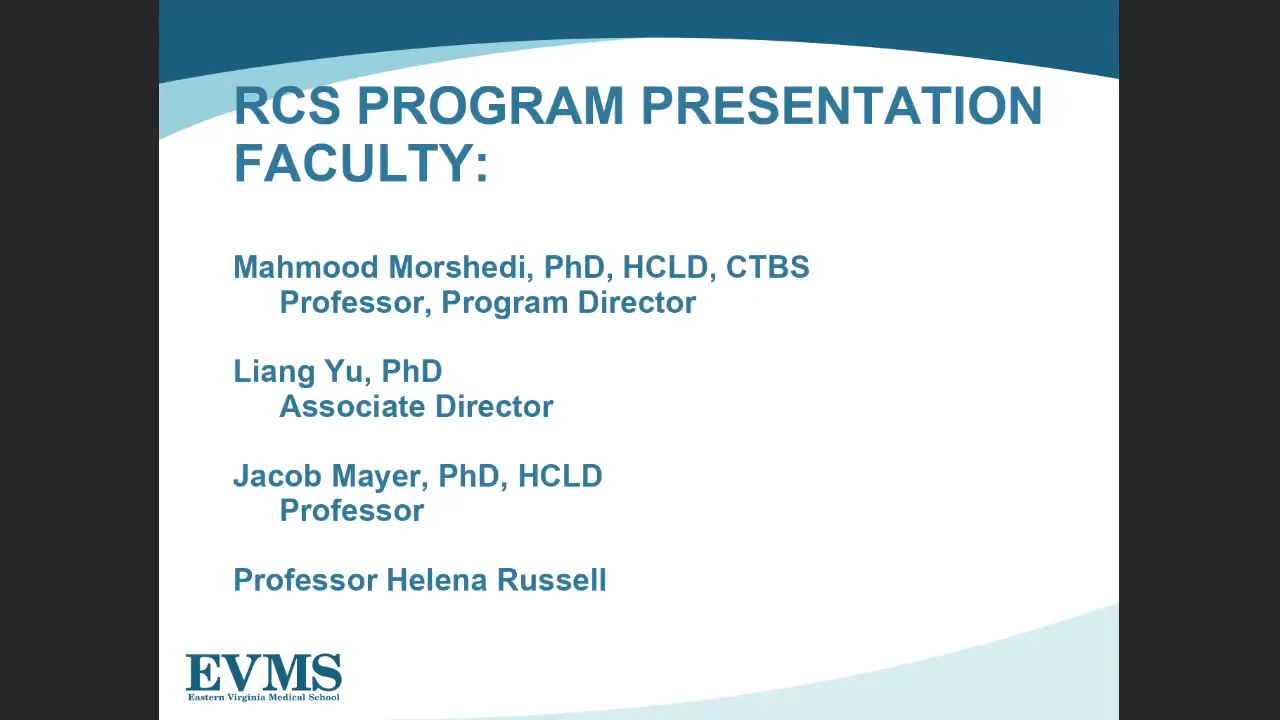 RCS PROGRAM PRESENTATION
FACULTY:
Mahmood Morshedi, PhD, HCLD, CTBS
Professor, Program Director
Liang Yu, PhD
Associate Director
Jacob Mayer, PhD, HCLD
Professor
Professor Helena Russell
EVMS
Eastern Virginia Medical School